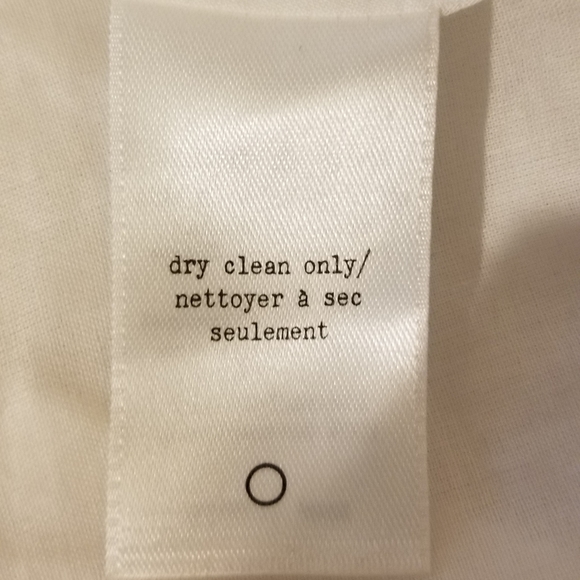 dry clean only/
nettoyer à sec
seulement